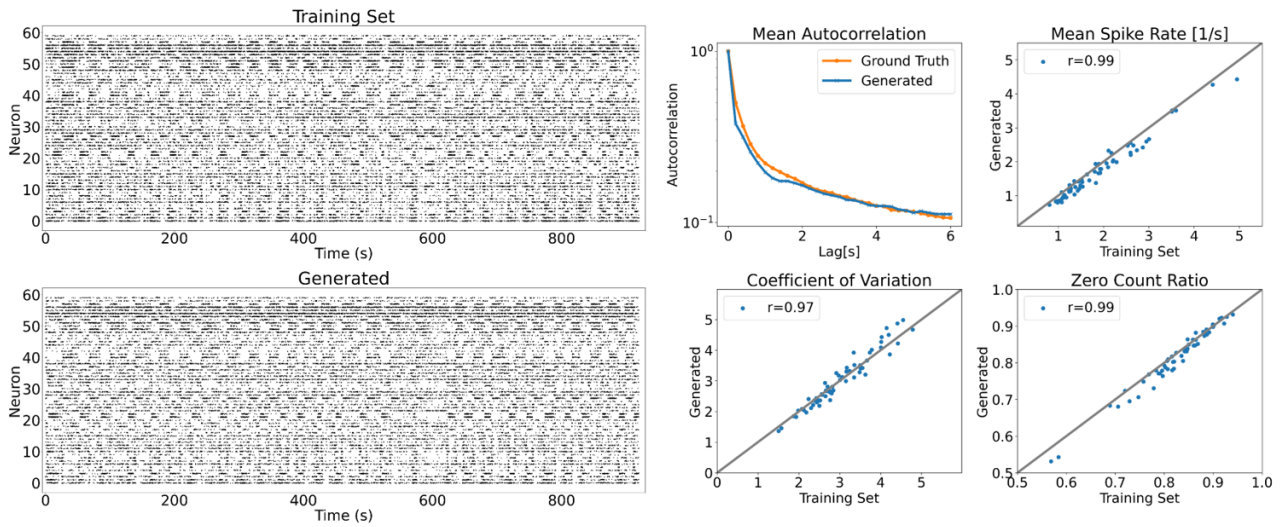 Training Set
60
50
40
30
20
10
0
Neuron
0 200 400 600 800
Time (s)
Generated
60
50
40
30
20
10
0
Neuron
0 200 400 600 800
Time (s)
Mean Autocorrelation
Ground Truth
Generated
10⁰
10⁻¹
Autocorrelation
0 2 4 6
Lag[s]
Mean Spike Rate [1/s]
r=0.99
5
4
3
2
1
Generated
1 2 3 4 5
Training Set
Coefficient of Variation
r=0.97
5
4
3
2
1
0
Generated
0 1 2 3 4 5
Training Set
Zero Count Ratio
r=0.99
1.0
0.9
0.8
0.7
0.6
0.5
Generated
0.5 0.6 0.7 0.8 0.9 1.0
Training Set